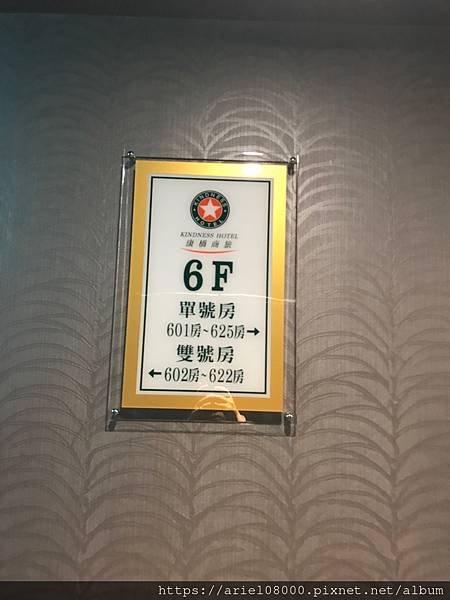 KINDNESS
HOTEL
KINDNESS HOTEL
康橋商旅
6F
單號房
601房~625房→
雙號房
←602房~622房
https://ariel08000.pixnet.net/album